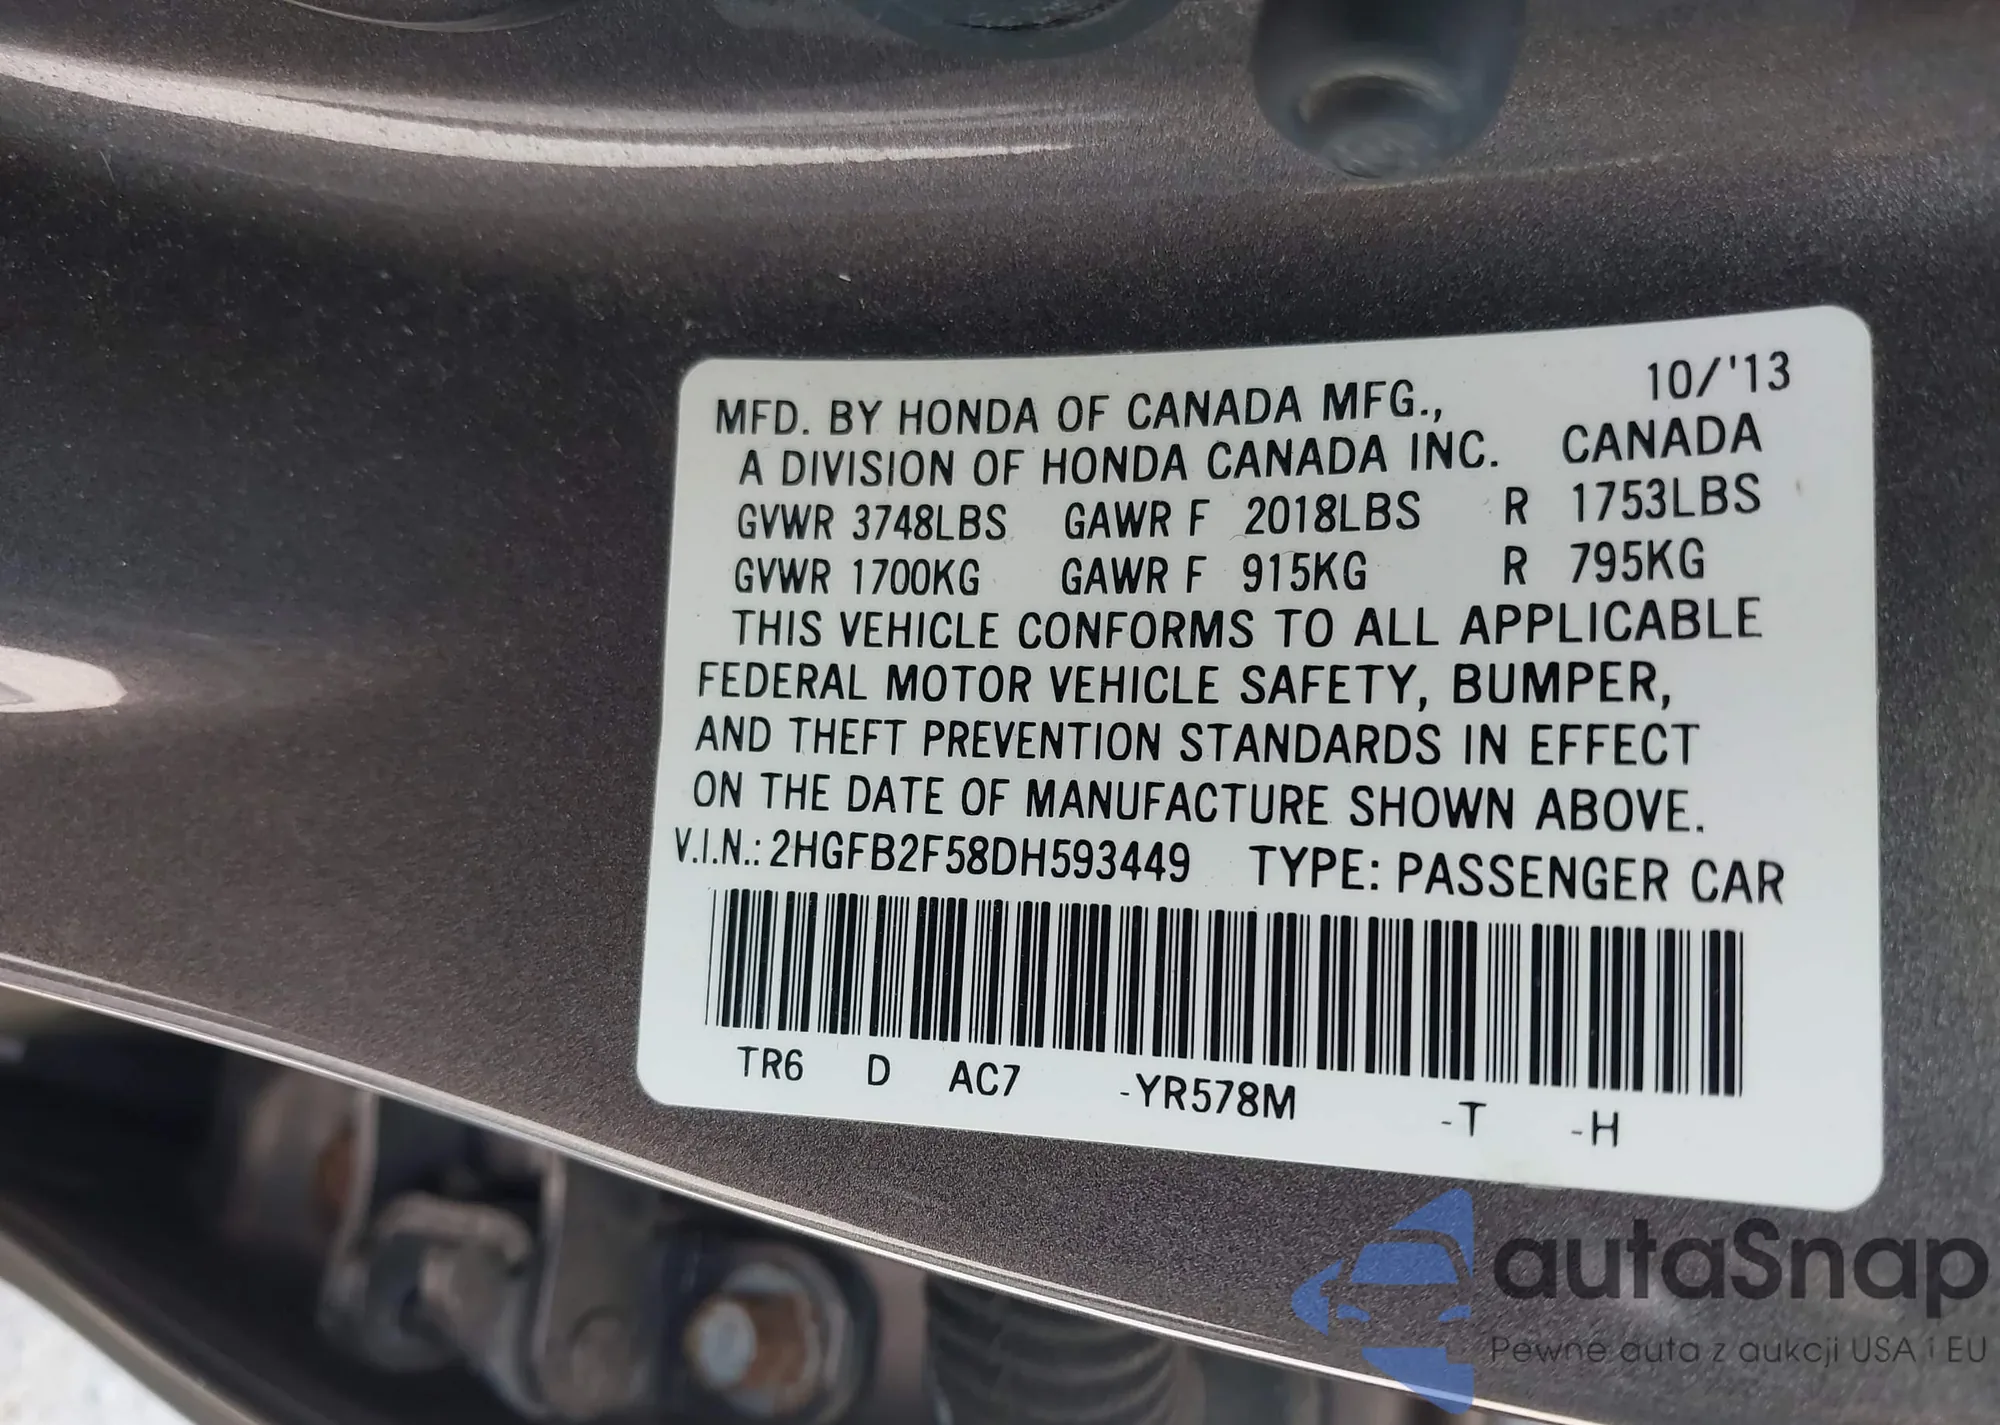 MFD. BY HONDA OF CANADA MFG., 10/'13
A DIVISION OF HONDA CANADA INC. CANADA
GVWR 3748LBS GAWR F 2018LBS R 1753LBS
GVWR 1700KG GAWR F 915KG R 795KG
THIS VEHICLE CONFORMS TO ALL APPLICABLE
FEDERAL MOTOR VEHICLE SAFETY, BUMPER,
AND THEFT PREVENTION STANDARDS IN EFFECT
ON THE DATE OF MANUFACTURE SHOWN ABOVE.
V.I.N.: 2HGFB2F58DH593449 TYPE: PASSENGER CAR
TR6 D AC7 -YR578M -T -H
autaSnap
Pewne auta z aukcji USA i EU